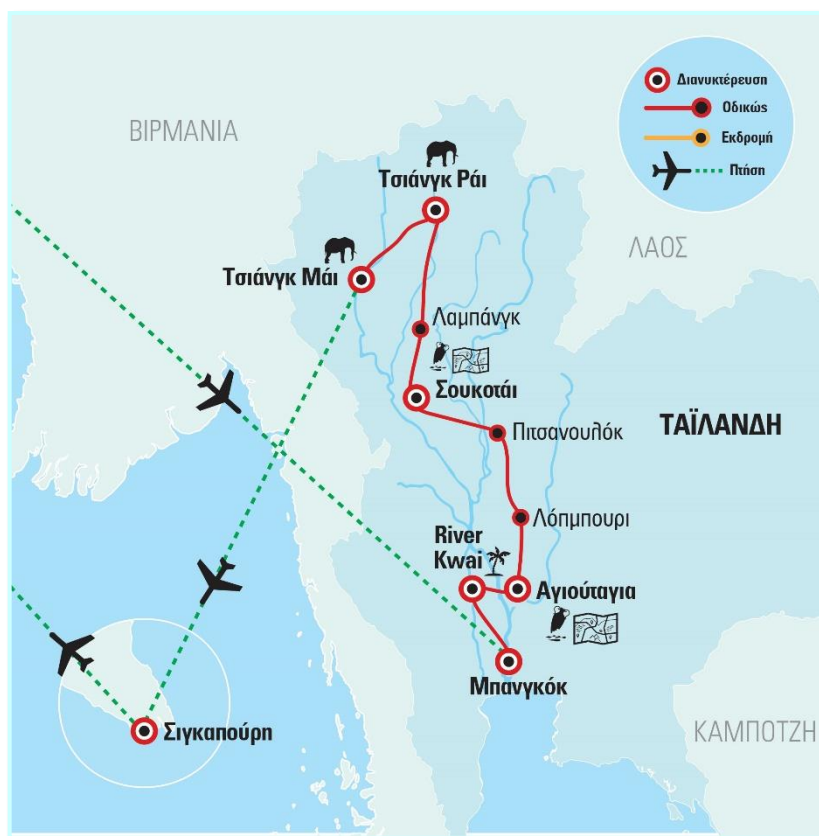 Διανυκτέρευση
Οδικώς
Εκδρομή
Πτήση
ΒΙΡΜΑΝΙΑ
Τσιάνγκ Ράι
ΛΑΟΣ
Τσιάνγκ Μάι
Λαμπάνγκ
Σουκοτάι
Πιτσανουλόκ
ΤΑΪΛΑΝΔΗ
Λόπμπουρι
River
Kwai
Αγιούταγια
Μπανγκόκ
Σιγκαπούρη
ΚΑΜΠΟΤΖΗ